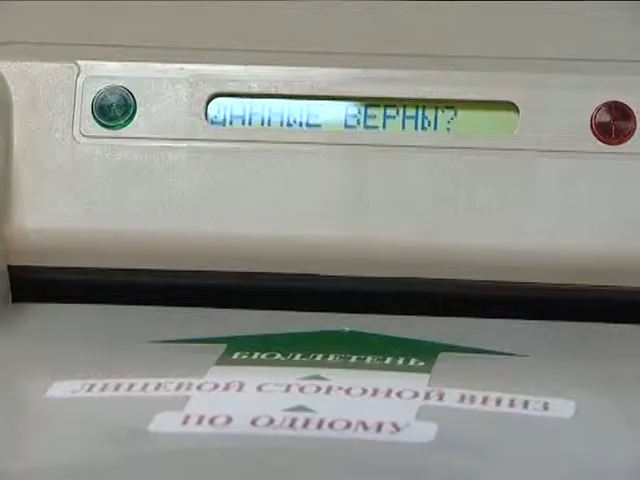 ДАННЫЕ ВЕРНЫ?
БЮЛЛЕТЕНЬ
ЛИЦЕВОЙ СТОРОНОЙ ВНИЗ
ПО ОДНОМУ